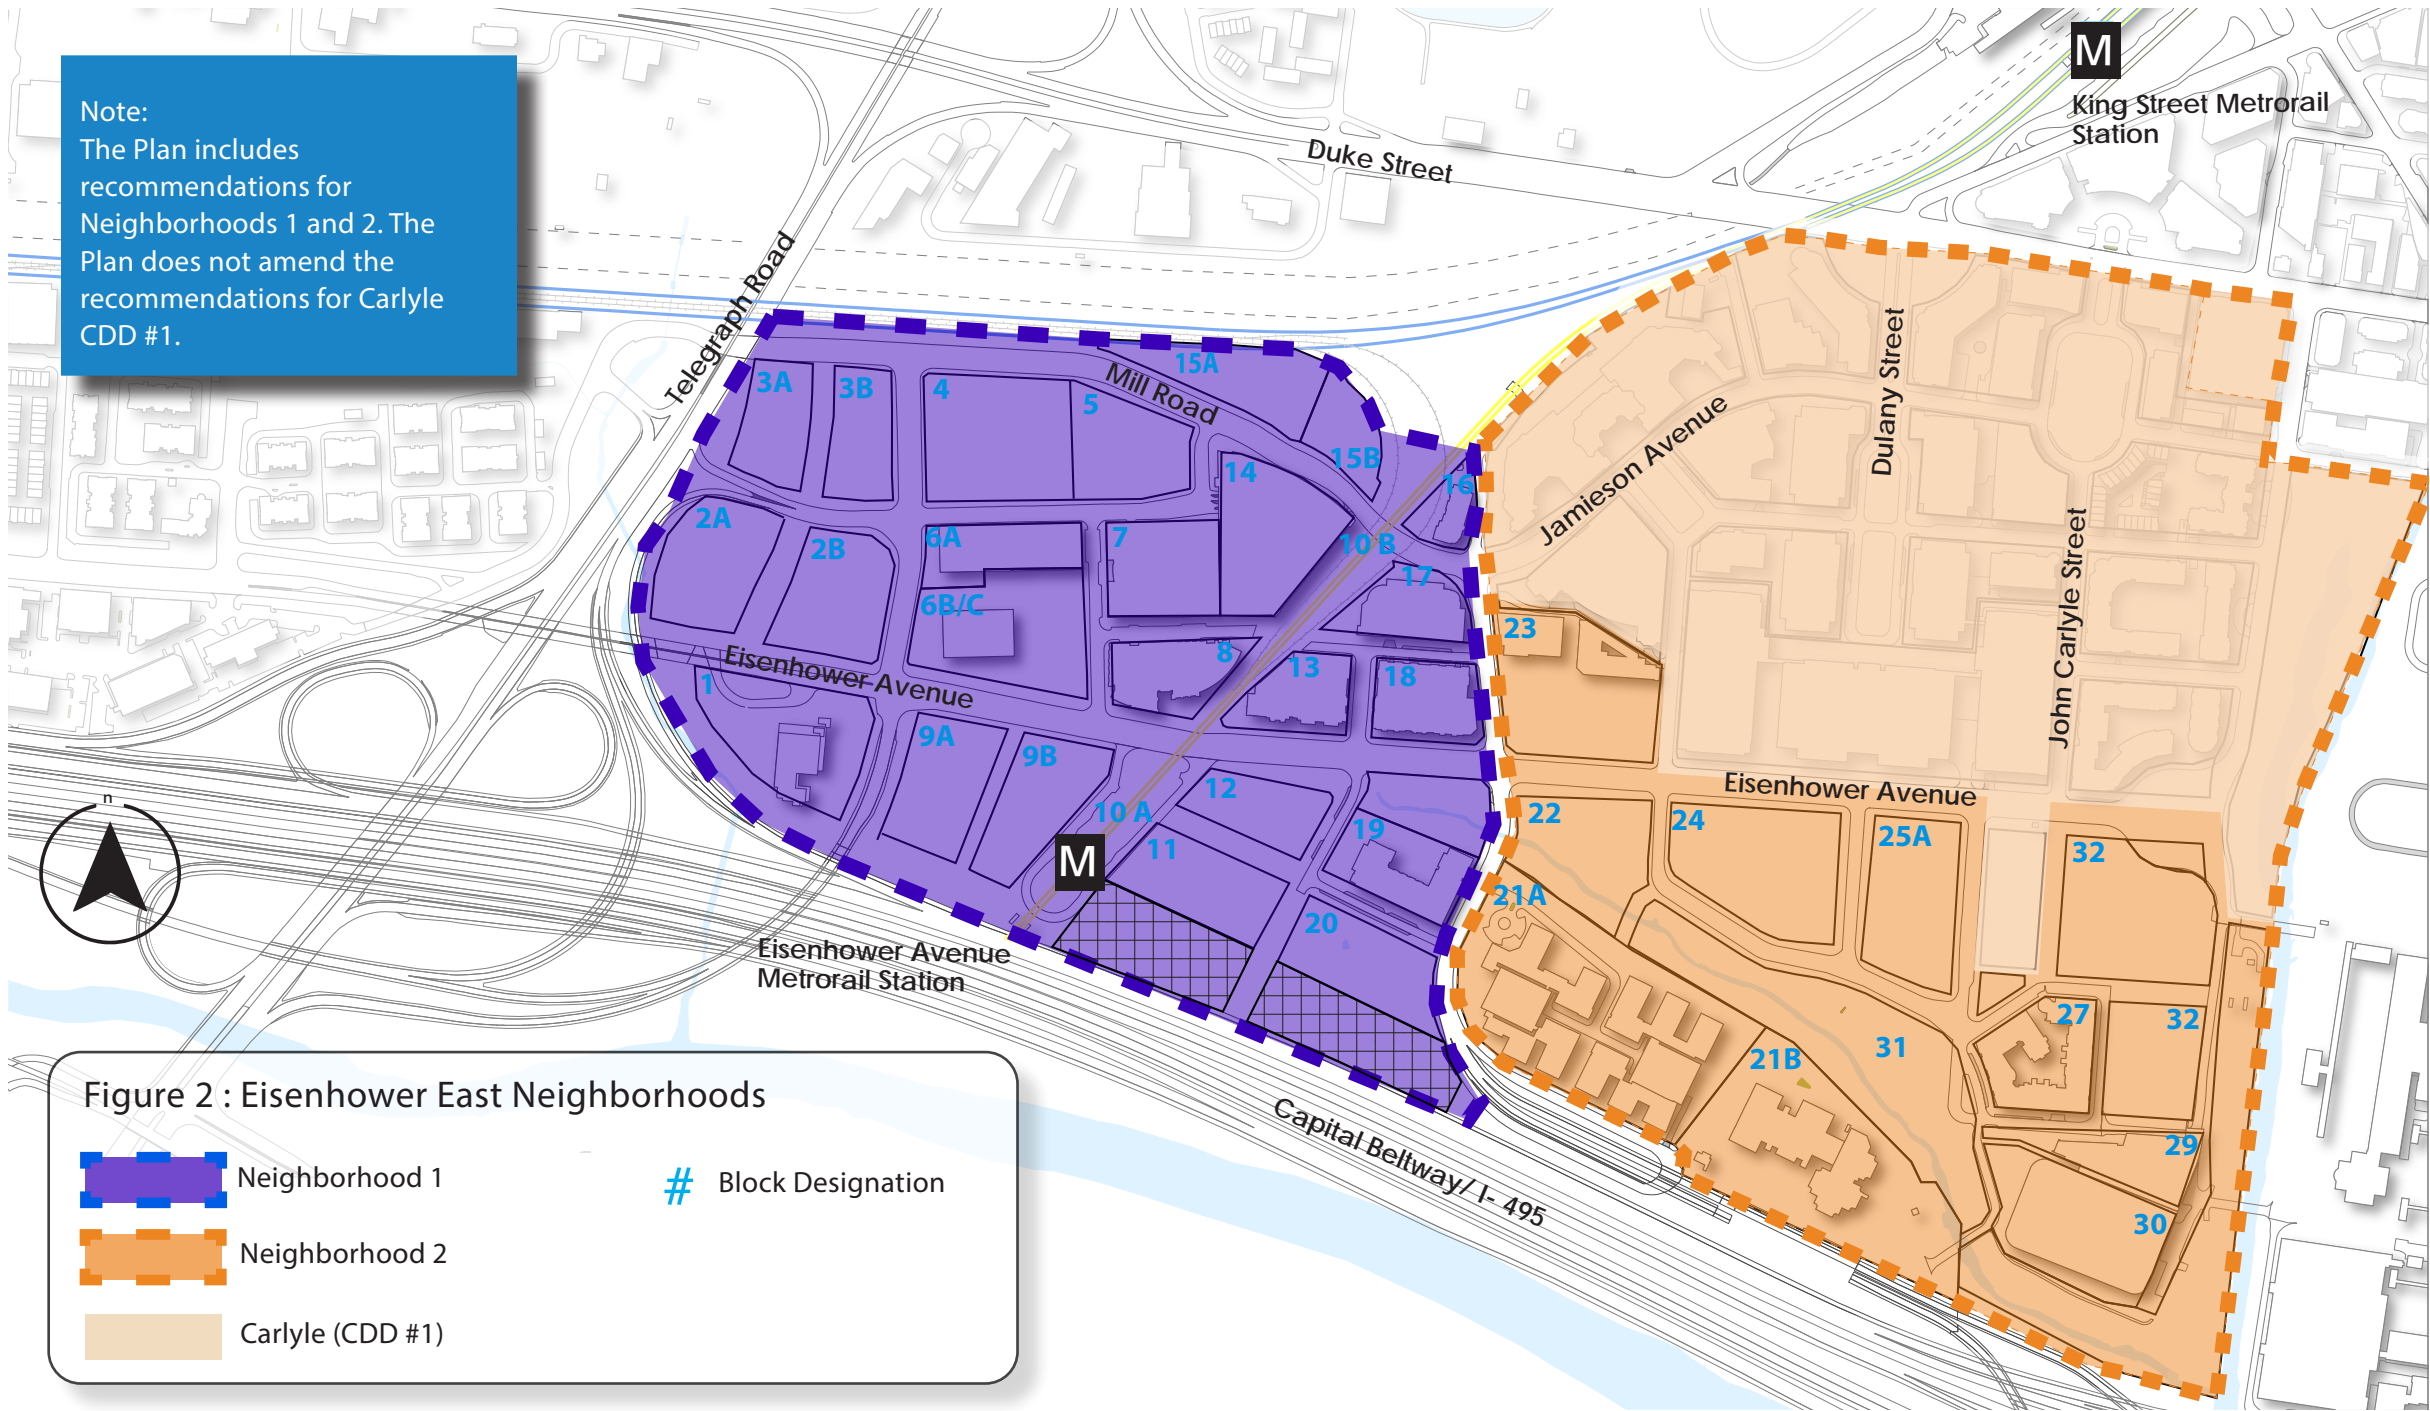 M
King Street Metrorail
Station
Note:
The Plan includes
recommendations for
Neighborhoods 1 and 2. The
Plan does not amend the
recommendations for Carlyle
CDD #1.
Duke Street
Telegraph Road
Mill Road
Jamieson Avenue
Dulany Street
John Carlyle Street
15A
3A
3B
4
5
15B
14
16
2A
2B
6A
7
10 B
17
6B/C
23
8
13
18
1
Eisenhower Avenue
9A
9B
12
10 A
19
11
M
20
Eisenhower Avenue
22
24
25A
32
21A
27
32
31
21B
29
30
n
Eisenhower Avenue
Metrorail Station
Capital Beltway/ I- 495
Figure 2 : Eisenhower East Neighborhoods
Neighborhood 1
# Block Designation
Neighborhood 2
Carlyle (CDD #1)